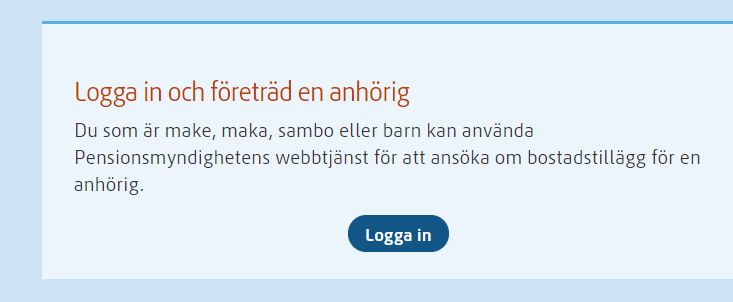 Logga in och företräd en anhörig
Du som är make, maka, sambo eller barn kan använda
Pensionsmyndighetens webbtjänst för att ansöka om bostadstillägg för en
anhörig.
Logga in